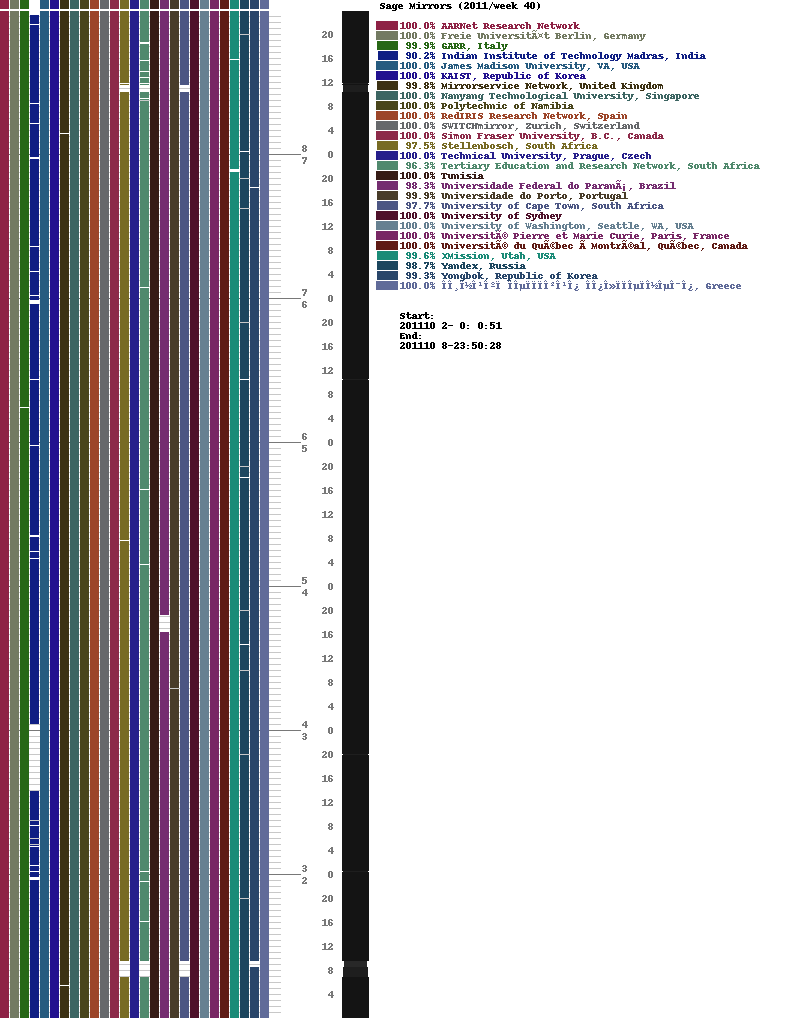 Sage Mirrors (2011/week 40)
100.0% AARNet Research Network
100.0% Freie UniversitÃ¤t Berlin, Germany
99.9% GARR, Italy
90.2% Indian Institute of Technology Madras, India
100.0% James Madison University, VA, USA
100.0% KAIST, Republic of Korea
99.8% Mirrorservice Network, United Kingdom
100.0% Nanyang Technological University, Singapore
100.0% Polytechnic of Namibia
100.0% RedIRIS Research Network, Spain
100.0% SWITCHmirror, Zurich, Switzerland
100.0% Simon Fraser University, B.C., Canada
97.5% Stellenbosch, South Africa
100.0% Technical University, Prague, Czech
96.3% Tertiary Education and Research Network, South Africa
100.0% Tunisia
98.3% Universidade Federal do ParanÃ¡, Brazil
99.9% Universidade do Porto, Portugal
97.7% University of Cape Town, South Africa
100.0% University of Sydney
100.0% University of Washington, Seattle, WA, USA
100.0% UniversitÃ© Pierre et Marie Curie, Paris, France
100.0% UniversitÃ© du QuÃ©bec Ã MontrÃ©al, QuÃ©bec, Canada
99.6% XMission, Utah, USA
98.7% Yandex, Russia
99.3% Yongbok, Republic of Korea
100.0% Greece
Start:
201110 2- 0: 0:51
End:
201110 8-23:50:28
20
16
12
8
4
8
0
7
20
16
12
8
4
7
0
6
20
16
12
8
4
6
0
5
20
16
12
8
4
5
0
4
20
16
12
8
4
4
0
3
20
16
12
8
4
3
0
2
20
16
12
8
4